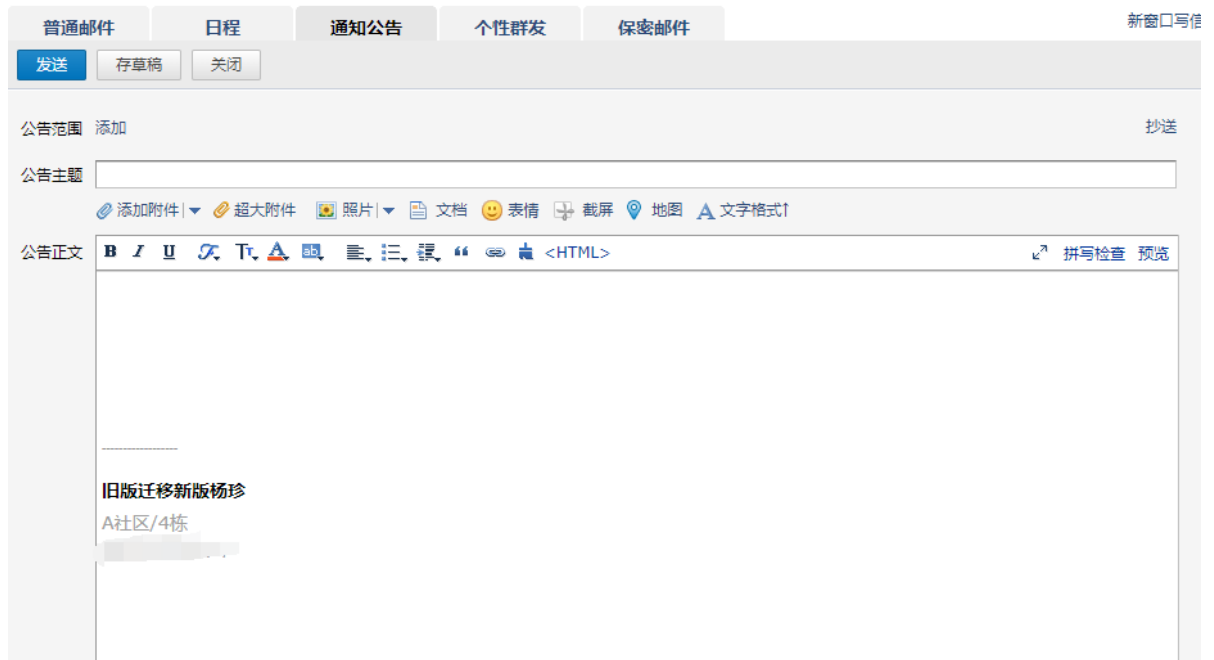 普通邮件 日程 通知公告 个性群发 保密邮件 新窗口写信
发送 存草稿 关闭
公告范围 添加 抄送
公告主题
添加附件 超大附件 照片 文档 表情 截屏 地图 文字格式↑
公告正文 B I U <HTML> 拼写检查 预览
旧版迁移新版杨珍
A社区/4栋